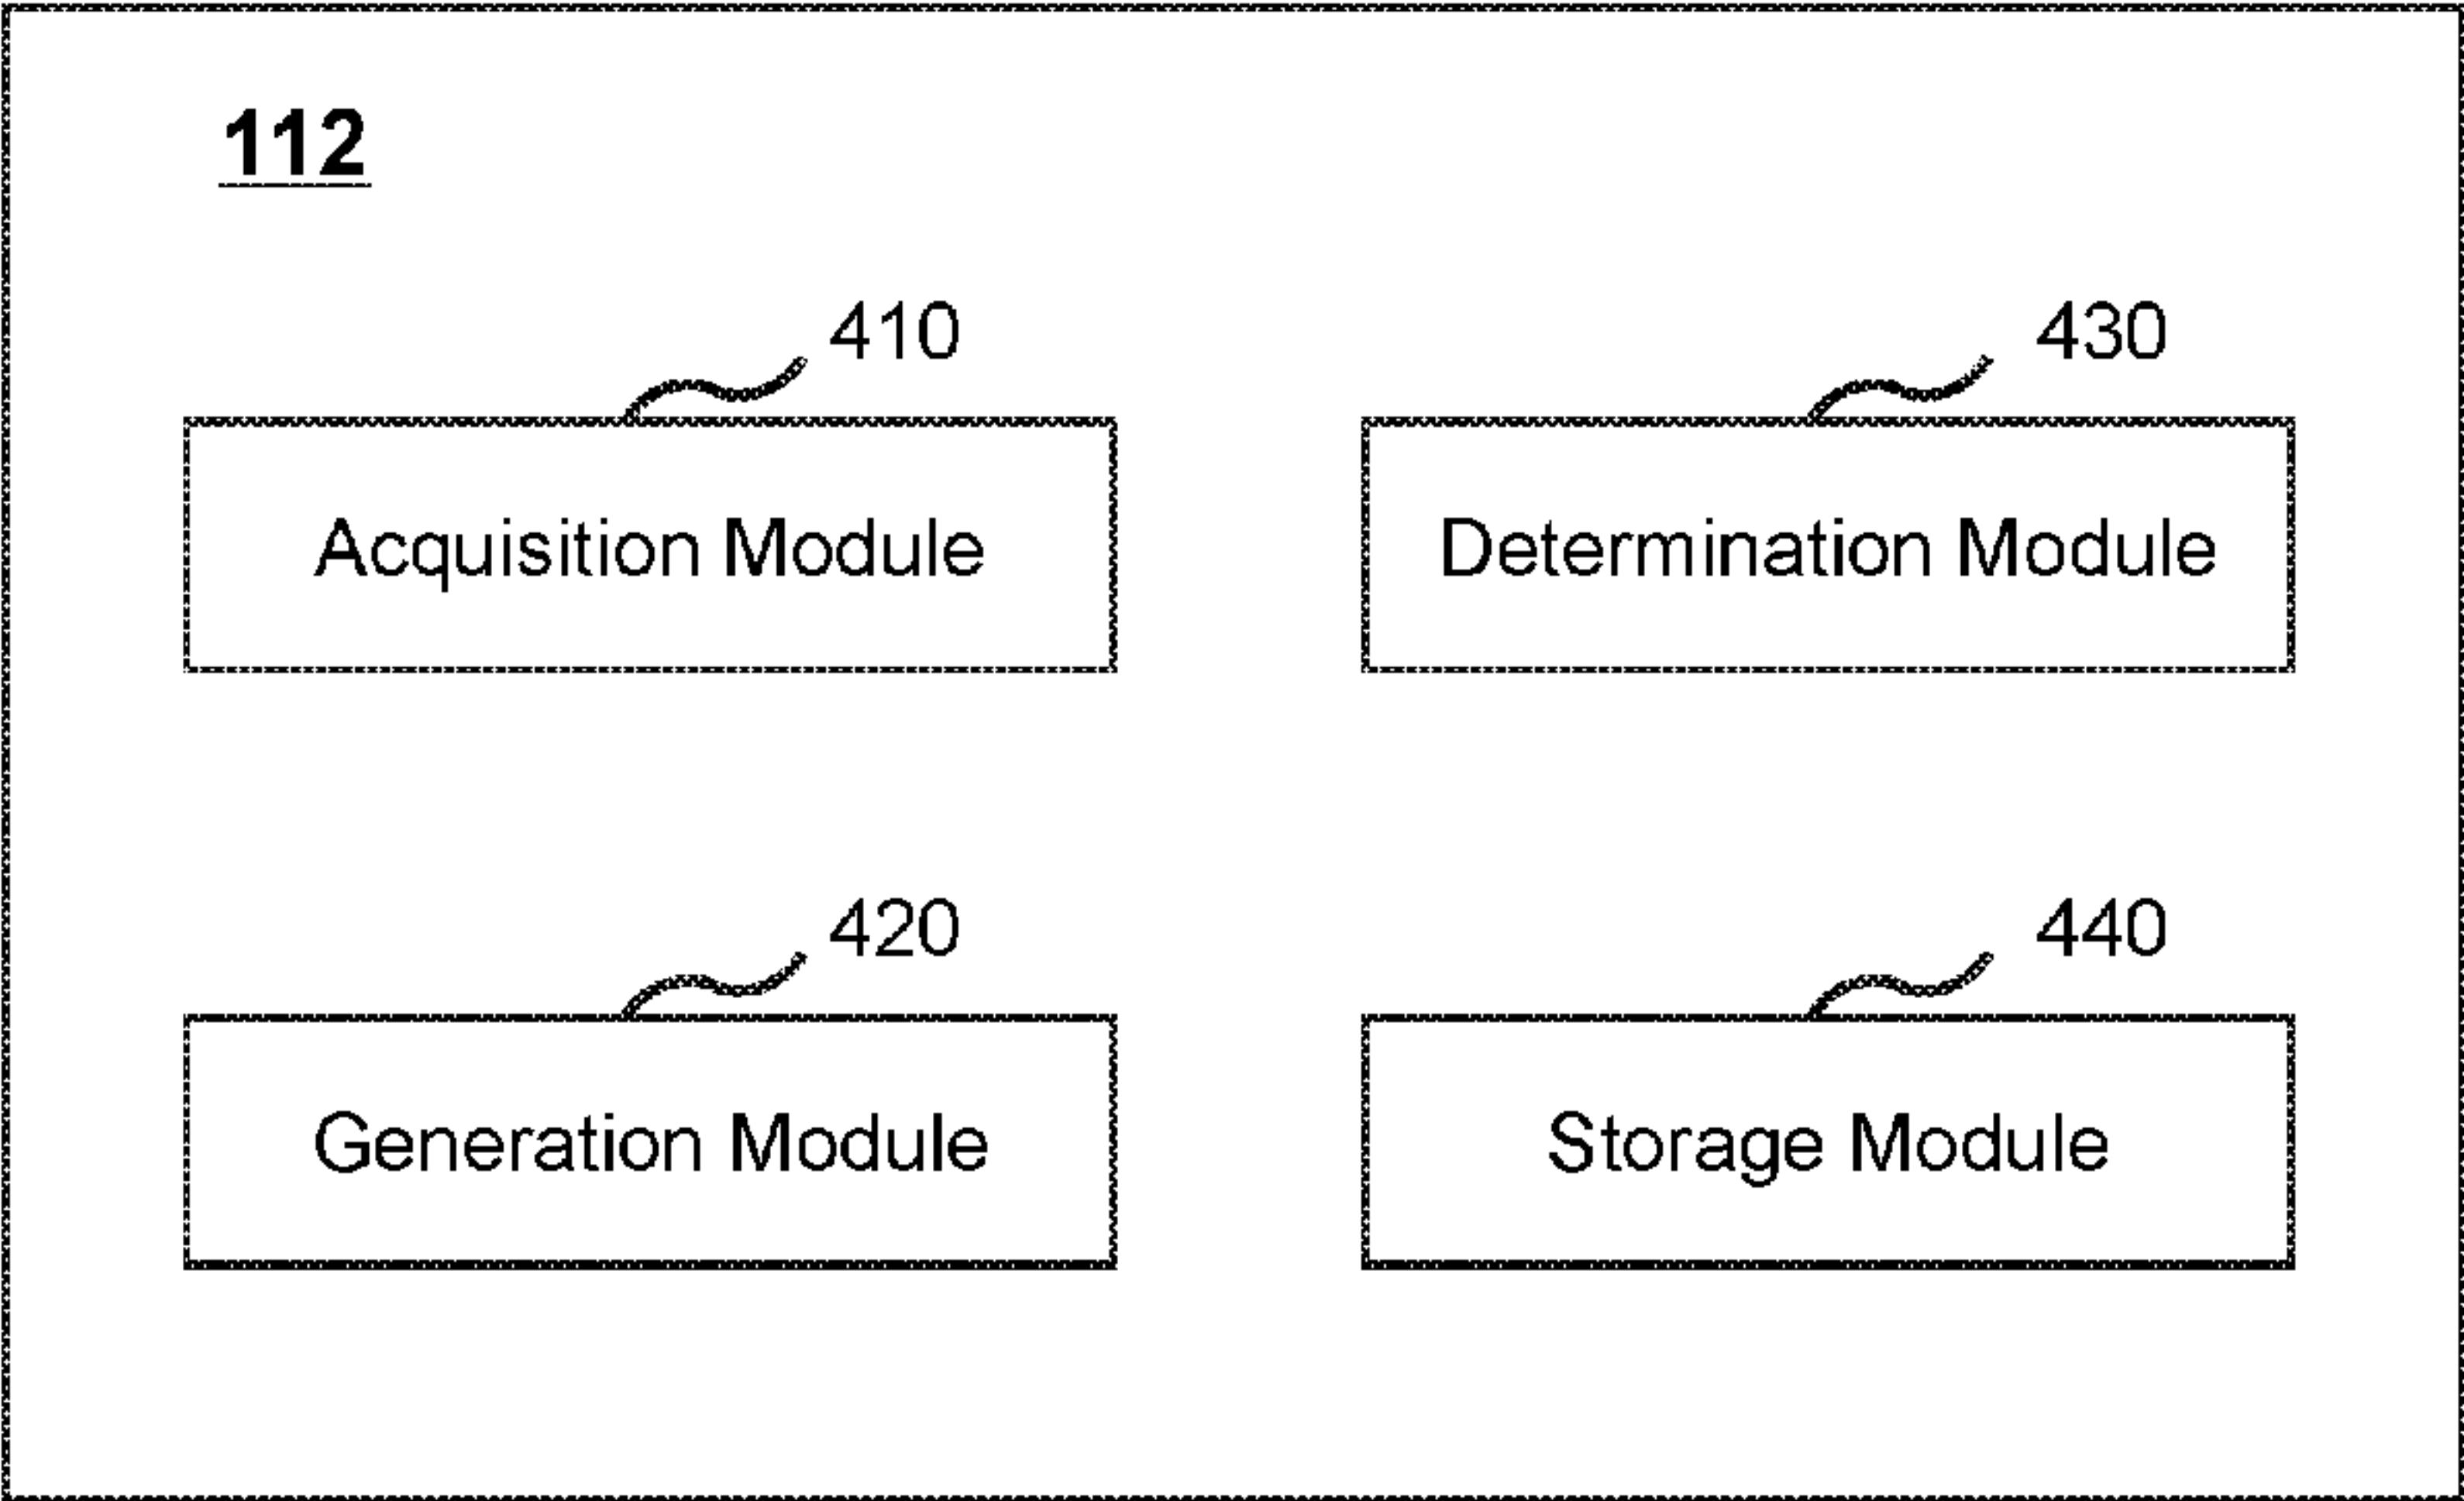 112
410
430
Acquisition Module
Determination Module
420
440
Generation Module
Storage Module